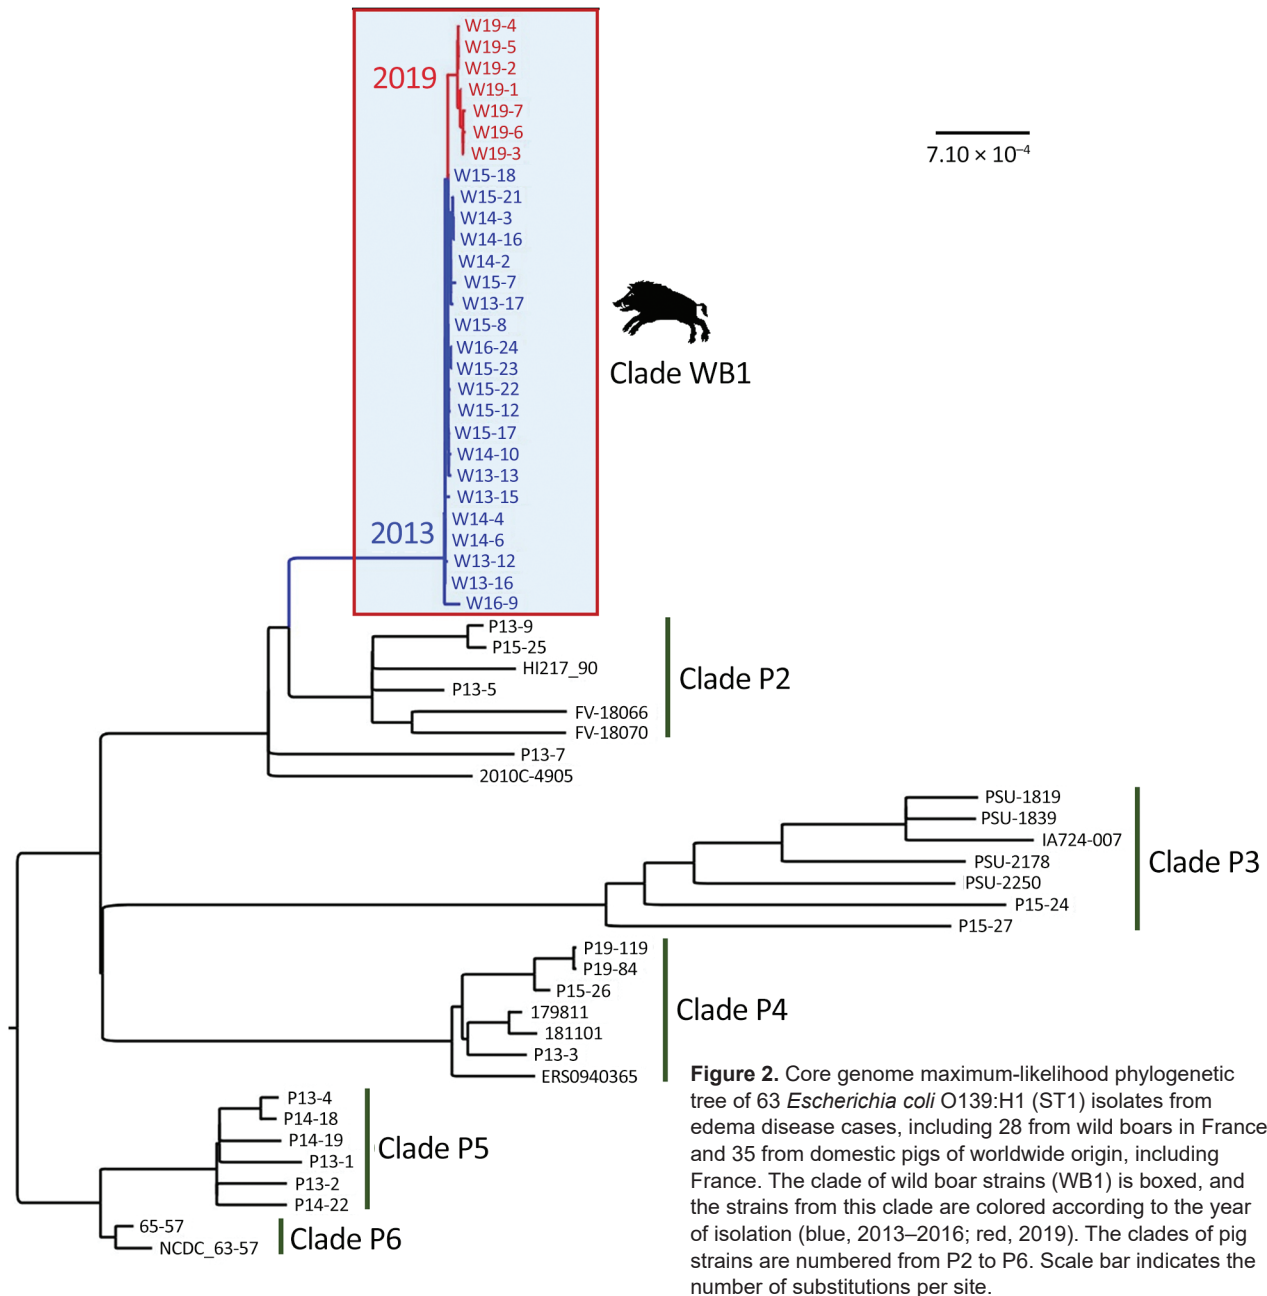 W19-4
W19-5
W19-2
2019
W19-1
W19-7
W19-6
W19-3
7.10 × 10⁻⁴
W15-18
W15-21
W14-3
W14-16
W14-2
W15-7
W13-17
W15-8
W16-24
W15-23
Clade WB1
W15-22
W15-12
W15-17
W14-10
W13-13
W13-15
W14-4
2013
W14-6
W13-12
W13-16
W16-9
P13-9
P15-25
HI217_90
Clade P2
P13-5
FV-18066
FV-18070
P13-7
2010C-4905
PSU-1819
PSU-1839
IA724-007
PSU-2178
Clade P3
PSU-2250
P15-24
P15-27
P19-119
P19-84
P15-26
Clade P4
179811
181101
P13-3
ERS0940365
P13-4
P14-18
P14-19
Clade P5
P13-1
P13-2
P14-22
65-57
Clade P6
NCDC_63-57
Figure 2. Core genome maximum-likelihood phylogenetic
tree of 63 Escherichia coli O139:H1 (ST1) isolates from
edema disease cases, including 28 from wild boars in France
and 35 from domestic pigs of worldwide origin, including
France. The clade of wild boar strains (WB1) is boxed, and
the strains from this clade are colored according to the year
of isolation (blue, 2013–2016; red, 2019). The clades of pig
strains are numbered from P2 to P6. Scale bar indicates the
number of substitutions per site.